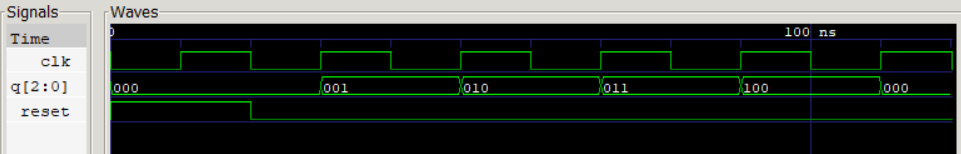 Signals Waves
Time 0 100 ns
clk
q[2:0] 000 001 010 011 100 000
reset